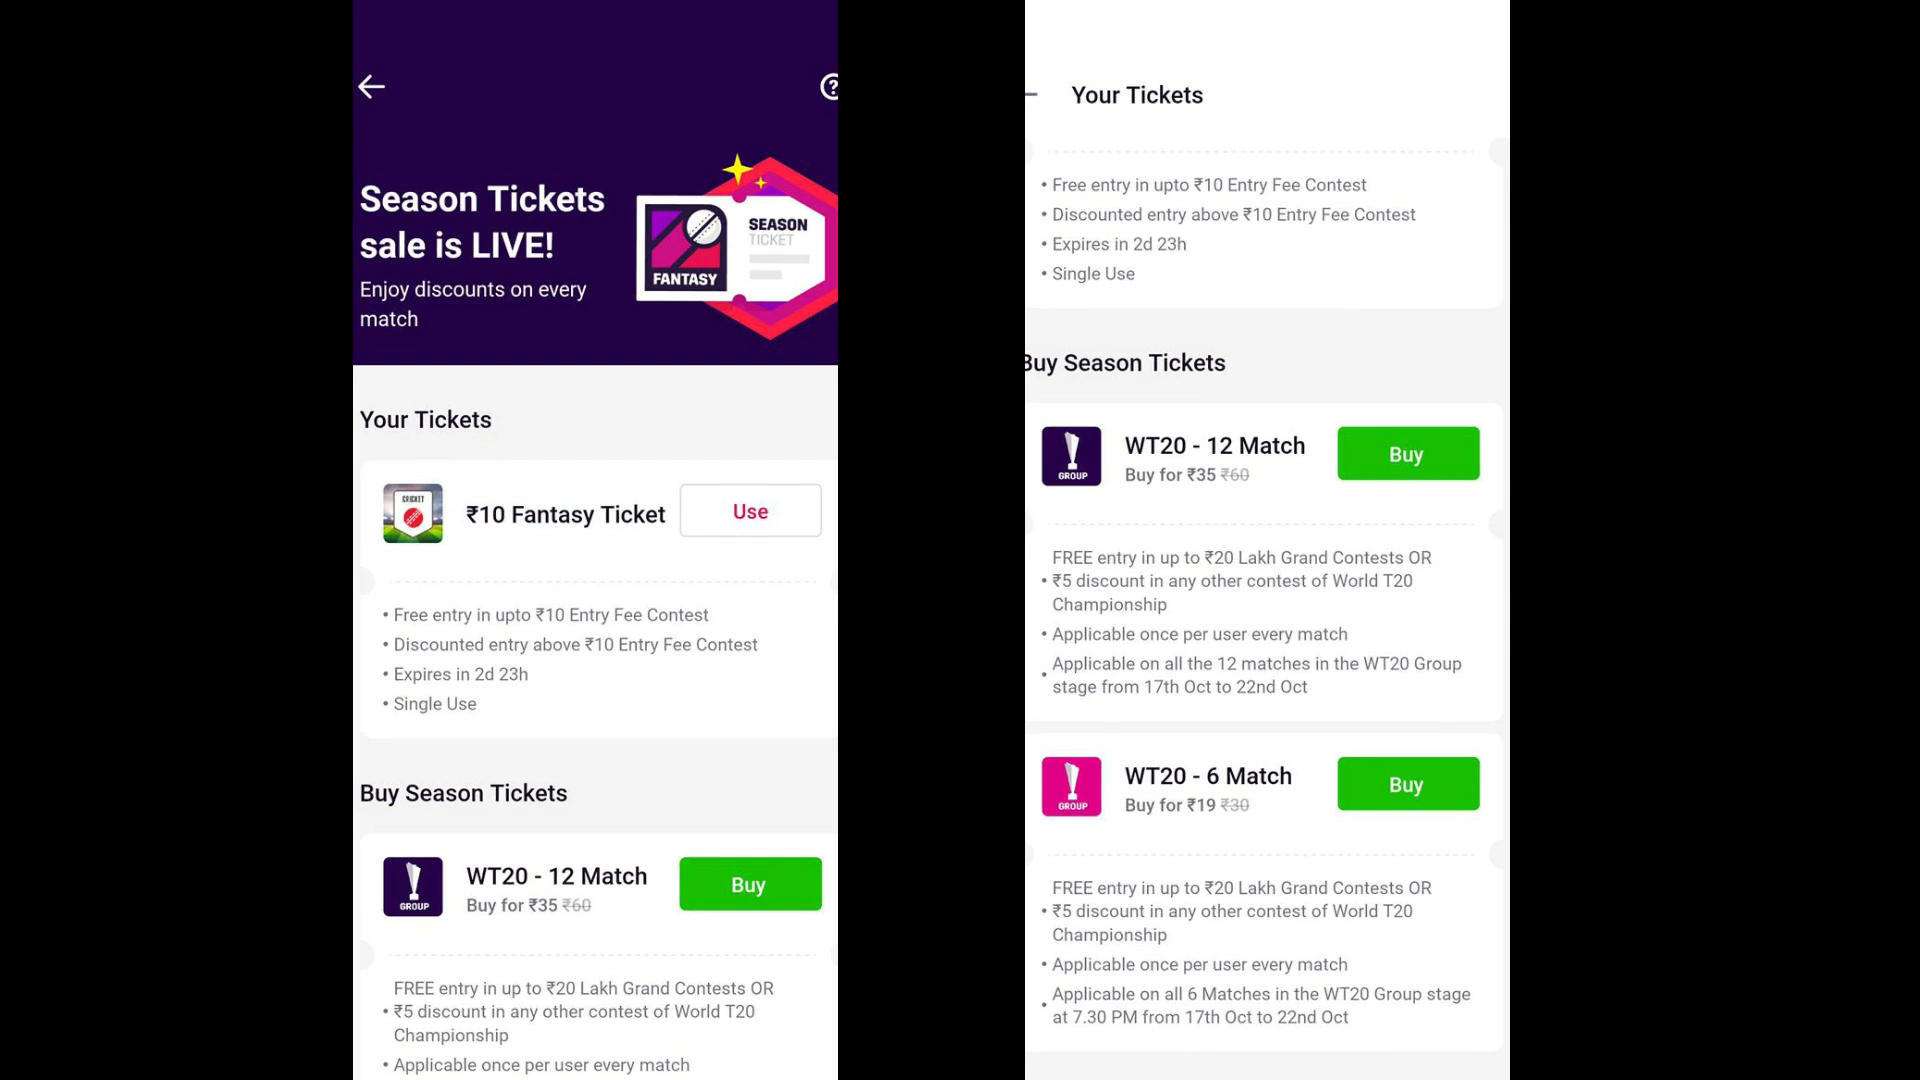 Season Tickets
sale is LIVE!
Enjoy discounts on every
match
FANTASY
SEASON
TICKET
Your Tickets
CRICKET
₹10 Fantasy Ticket
Use
• Free entry in upto ₹10 Entry Fee Contest
• Discounted entry above ₹10 Entry Fee Contest
• Expires in 2d 23h
• Single Use
Buy Season Tickets
GROUP
WT20 - 12 Match
Buy for ₹35 ₹60
Buy
FREE entry in up to ₹20 Lakh Grand Contests OR
• ₹5 discount in any other contest of World T20
Championship
• Applicable once per user every match
Your Tickets
• Free entry in upto ₹10 Entry Fee Contest
• Discounted entry above ₹10 Entry Fee Contest
• Expires in 2d 23h
• Single Use
Buy Season Tickets
GROUP
WT20 - 12 Match
Buy for ₹35 ₹60
Buy
FREE entry in up to ₹20 Lakh Grand Contests OR
• ₹5 discount in any other contest of World T20
Championship
• Applicable once per user every match
• Applicable on all the 12 matches in the WT20 Group
stage from 17th Oct to 22nd Oct
GROUP
WT20 - 6 Match
Buy for ₹19 ₹30
Buy
FREE entry in up to ₹20 Lakh Grand Contests OR
• ₹5 discount in any other contest of World T20
Championship
• Applicable once per user every match
• Applicable on all 6 Matches in the WT20 Group stage
at 7.30 PM from 17th Oct to 22nd Oct